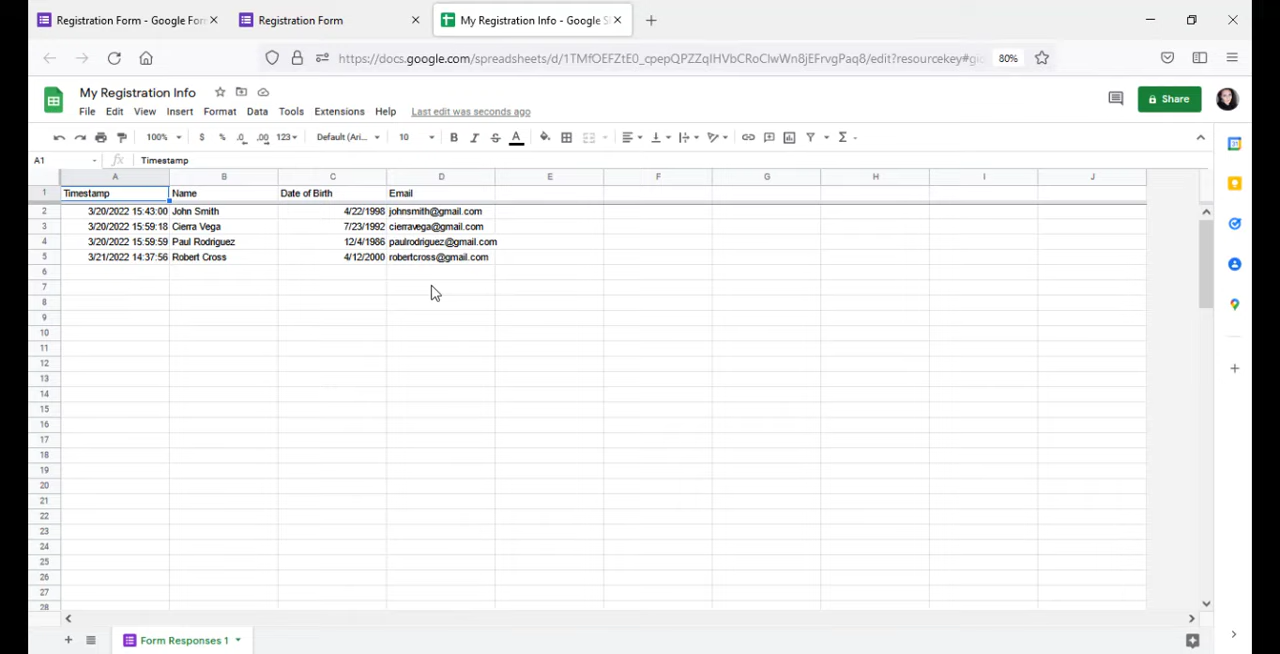 Registration Form - Google Forr
Registration Form
My Registration Info - Google S
https://docs.google.com/spreadsheets/d/1TMfOEFZtE0_cpepQPZZqIHVbCRoClwWn8jEFrvgPaq8/edit?resourcekey#gi
80%
My Registration Info
File Edit View Insert Format Data Tools Extensions Help Last edit was seconds ago
Share
100% $ % .0 .00 123 Default (Ari... 10 B I S A Σ
A1 fx Timestamp
A B C D E F G H I J
1 Timestamp Name Date of Birth Email
2 3/20/2022 15:43:00 John Smith 4/22/1998 johnsmith@gmail.com
3 3/20/2022 15:59:18 Cierra Vega 7/23/1992 cierravega@gmail.com
4 3/20/2022 15:59:59 Paul Rodriguez 12/4/1986 paulrodriguez@gmail.com
5 3/21/2022 14:37:56 Robert Cross 4/12/2000 robertcross@gmail.com
6
7
8
9
10
11
12
13
14
15
16
17
18
19
20
21
22
23
24
25
26
27
28
Form Responses 1